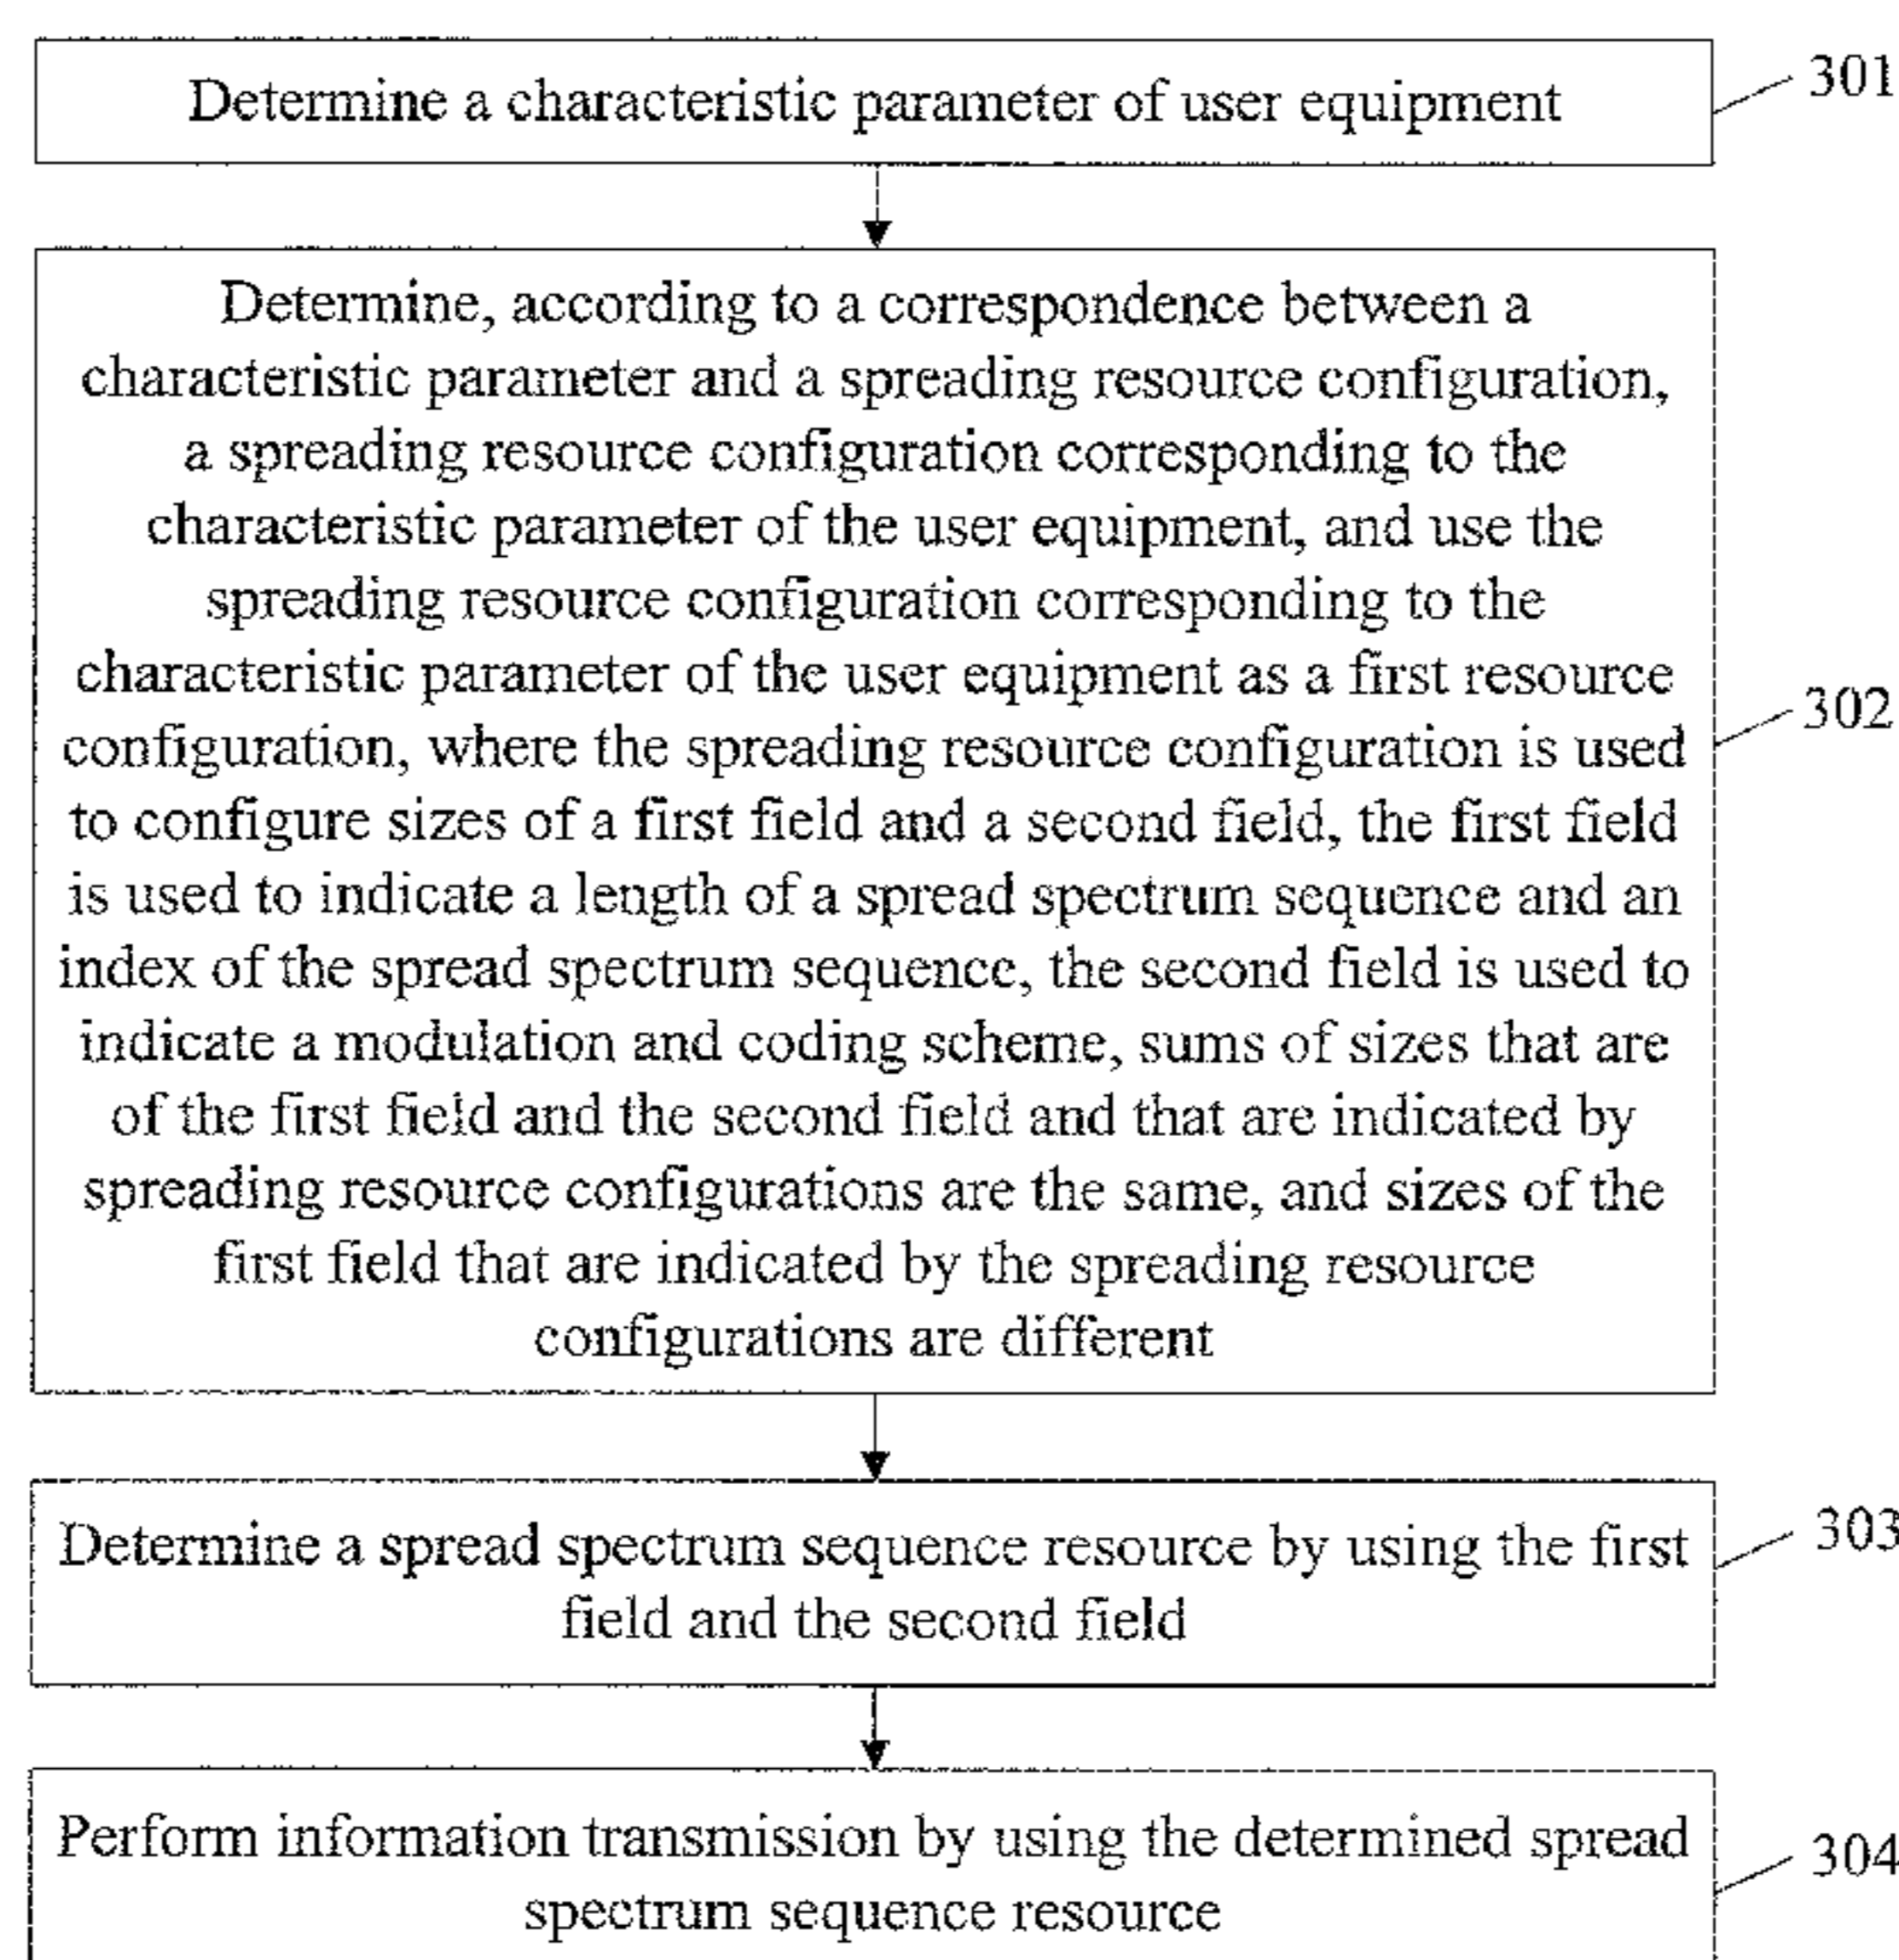 Determine a characteristic parameter of user equipment
301
Determine, according to a correspondence between a
characteristic parameter and a spreading resource configuration,
a spreading resource configuration corresponding to the
characteristic parameter of the user equipment, and use the
spreading resource configuration corresponding to the
characteristic parameter of the user equipment as a first resource
configuration, where the spreading resource configuration is used
to configure sizes of a first field and a second field, the first field
is used to indicate a length of a spread spectrum sequence and an
index of the spread spectrum sequence, the second field is used to
indicate a modulation and coding scheme, sums of sizes that are
of the first field and the second field and that are indicated by
spreading resource configurations are the same, and sizes of the
first field that are indicated by the spreading resource
configurations are different
302
Determine a spread spectrum sequence resource by using the first
field and the second field
303
Perform information transmission by using the determined spread
spectrum sequence resource
304